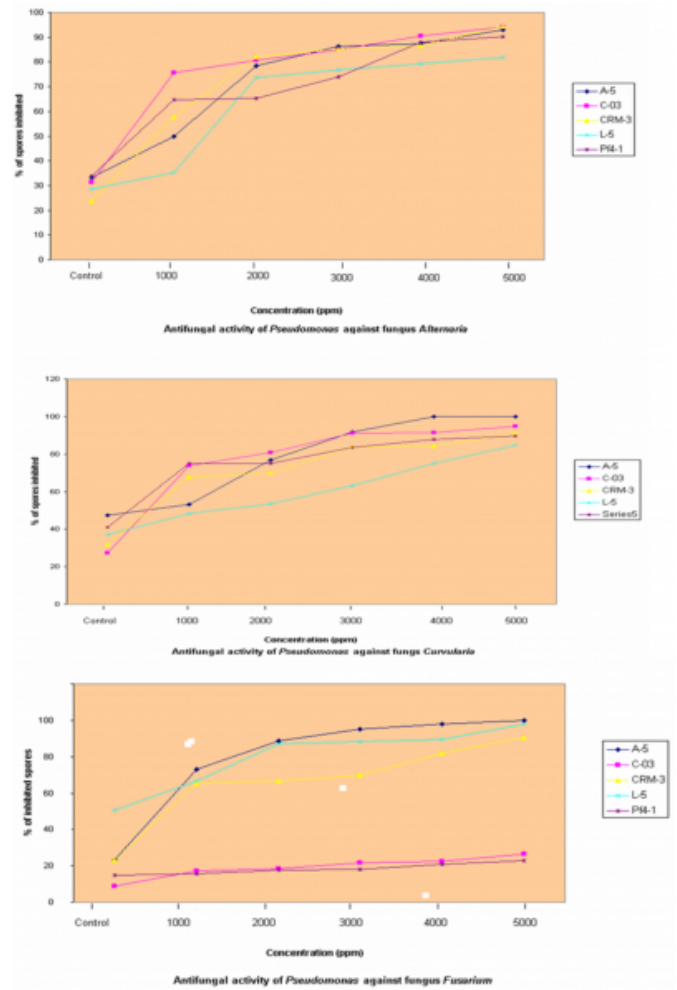 100
90
80
70
60
50
40
30
20
10
0
% of spores inhibited
Control 1000 2000 3000 4000 5000
Concentration (ppm)
A-5
C-03
CRM-3
L-5
Pf4-1
Antifungal activity of Pseudomonas against fungus Alternaria
120
100
80
60
40
20
0
% of spores inhibited
Control 1000 2000 3000 4000 5000
Concentration (ppm)
A-5
C-03
CRM-3
L-5
Series5
Antifungal activity of Pseudomonas against fungs Curvularia
100
80
60
40
20
0
% of inhibited spores
Control 1000 2000 3000 4000 5000
Concentration (ppm)
A-5
C-03
CRM-3
L-5
Pf4-1
Antifungal activity of Pseudomonas against fungus Fusarium